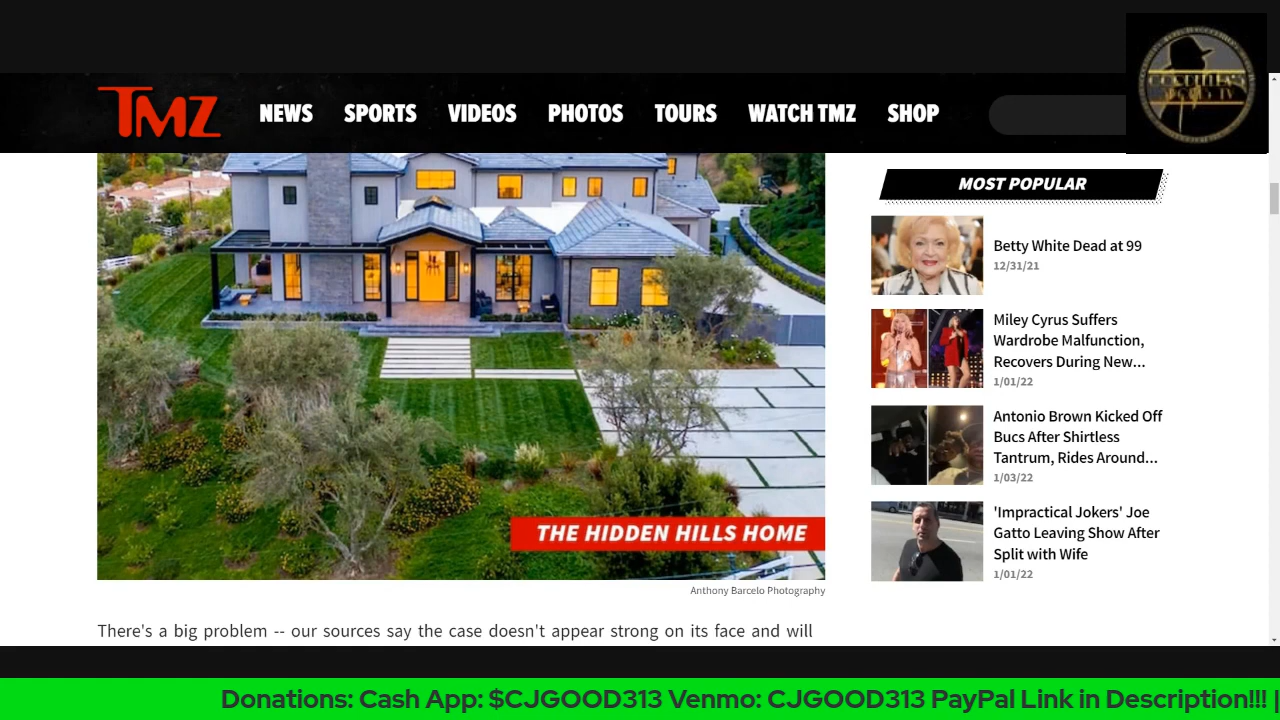 TMZ
NEWS SPORTS VIDEOS PHOTOS TOURS WATCH TMZ SHOP
MOST POPULAR
Betty White Dead at 99
12/31/21
Miley Cyrus Suffers
Wardrobe Malfunction,
Recovers During New...
1/01/22
Antonio Brown Kicked Off
Bucs After Shirtless
Tantrum, Rides Around...
1/03/22
'Impractical Jokers' Joe
Gatto Leaving Show After
Split with Wife
1/01/22
THE HIDDEN HILLS HOME
Anthony Barcelo Photography
There's a big problem -- our sources say the case doesn't appear strong on its face and will
Donations: Cash App: $CJGOOD313 Venmo: CJGOOD313 PayPal Link in Description!!! |